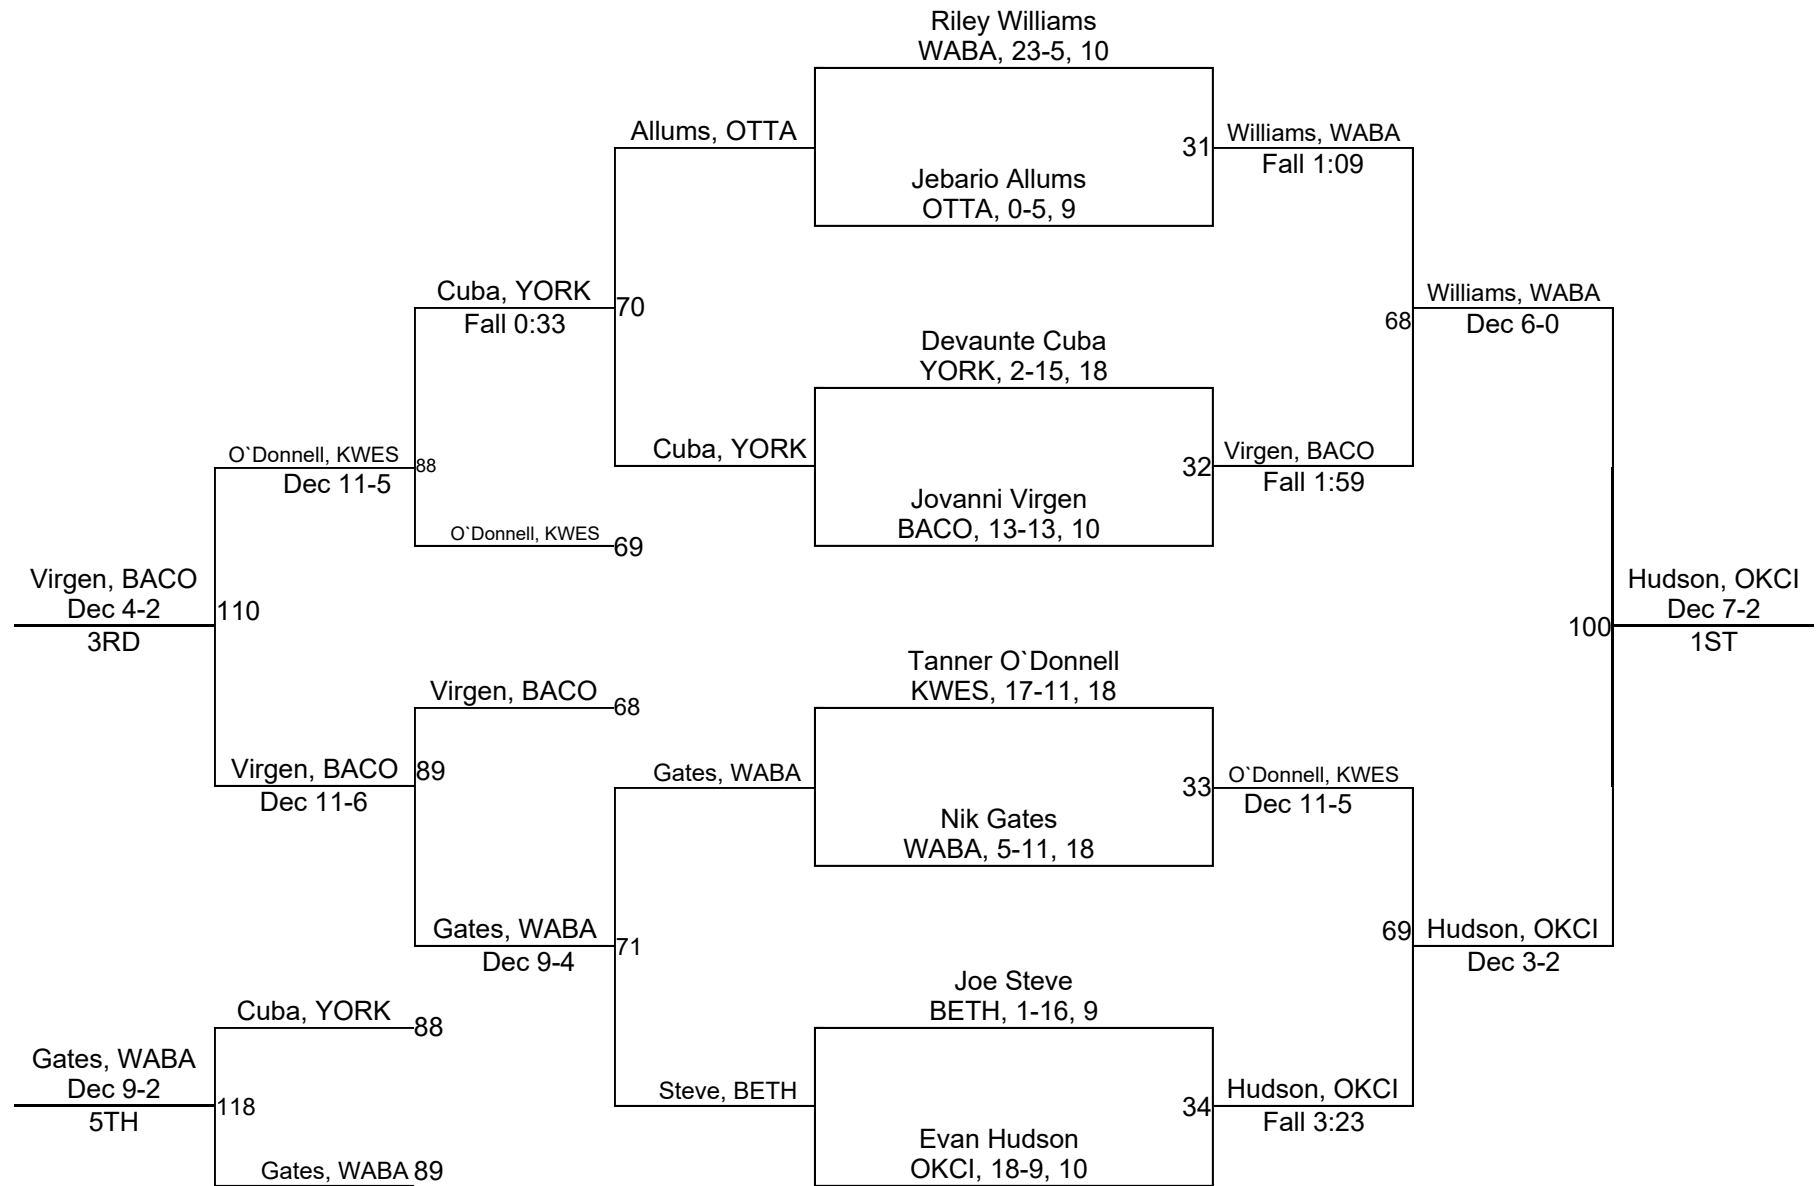 Riley Williams
WABA, 23-5, 10
Allums, OTTA
31
Williams, WABA
Fall 1:09
Jebario Allums
OTTA, 0-5, 9
Cuba, YORK
Fall 0:33
70
Williams, WABA
Dec 6-0
68
Devaunte Cuba
YORK, 2-15, 18
O`Donnell, KWES
Dec 11-5
88
Cuba, YORK
32
Virgen, BACO
Fall 1:59
Jovanni Virgen
BACO, 13-13, 10
O`Donnell, KWES
69
Virgen, BACO
Dec 4-2
3RD
110
100
Hudson, OKCI
Dec 7-2
1ST
Tanner O`Donnell
KWES, 17-11, 18
Virgen, BACO
68
Virgen, BACO
Dec 11-6
89
Gates, WABA
33
O`Donnell, KWES
Dec 11-5
Nik Gates
WABA, 5-11, 18
Gates, WABA
Dec 9-4
71
69
Hudson, OKCI
Dec 3-2
Joe Steve
BETH, 1-16, 9
Cuba, YORK
88
Gates, WABA
Dec 9-2
5TH
118
Steve, BETH
34
Hudson, OKCI
Fall 3:23
Evan Hudson
OKCI, 18-9, 10
Gates, WABA
89